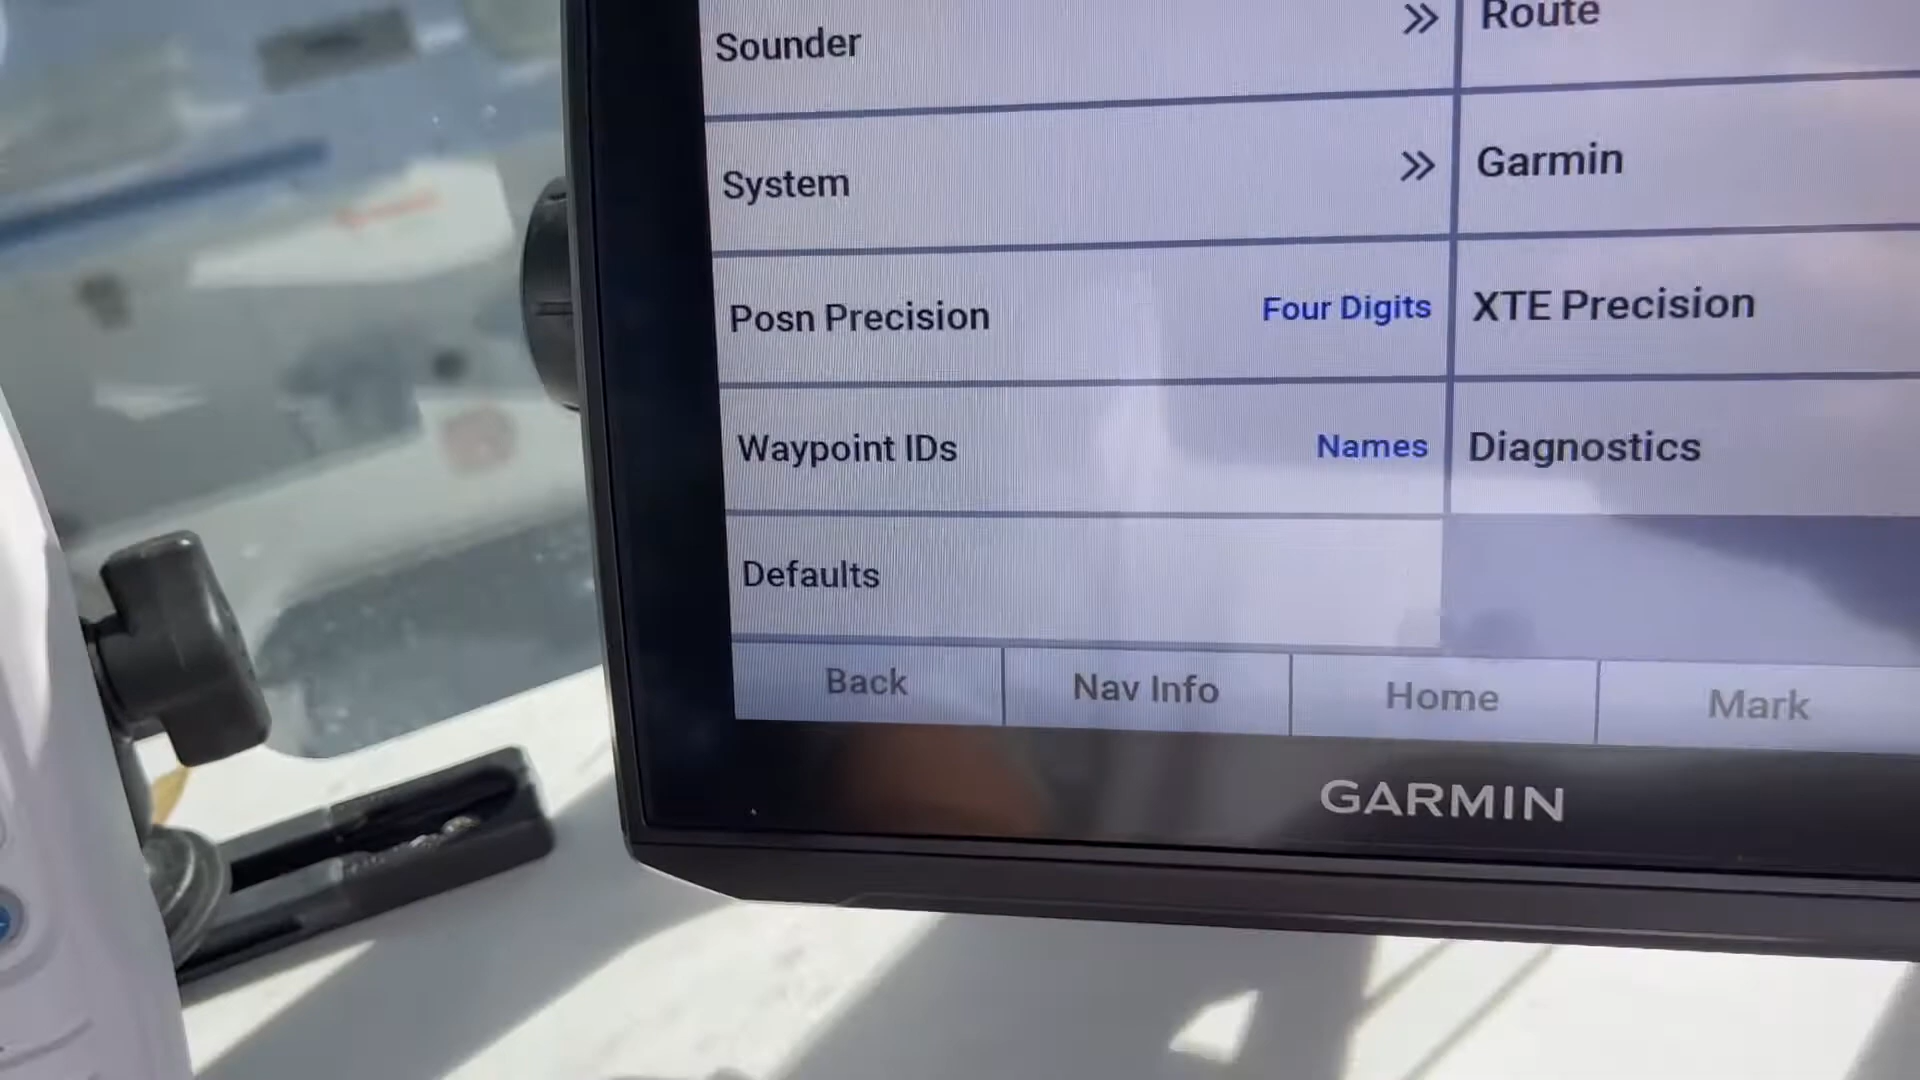 Sounder
Route
System
Garmin
Posn Precision Four Digits
XTE Precision
Waypoint IDs Names
Diagnostics
Defaults
Back Nav Info Home Mark
GARMIN